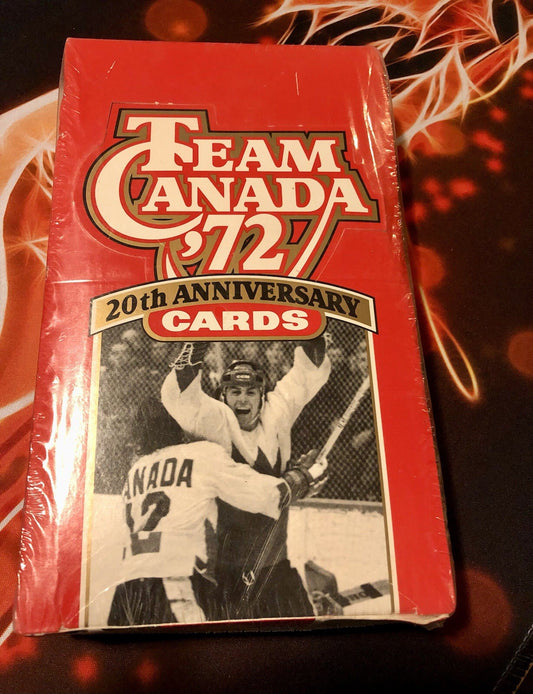 TEAM
CANADA
'72
20th ANNIVERSARY
CARDS
ANADA
12